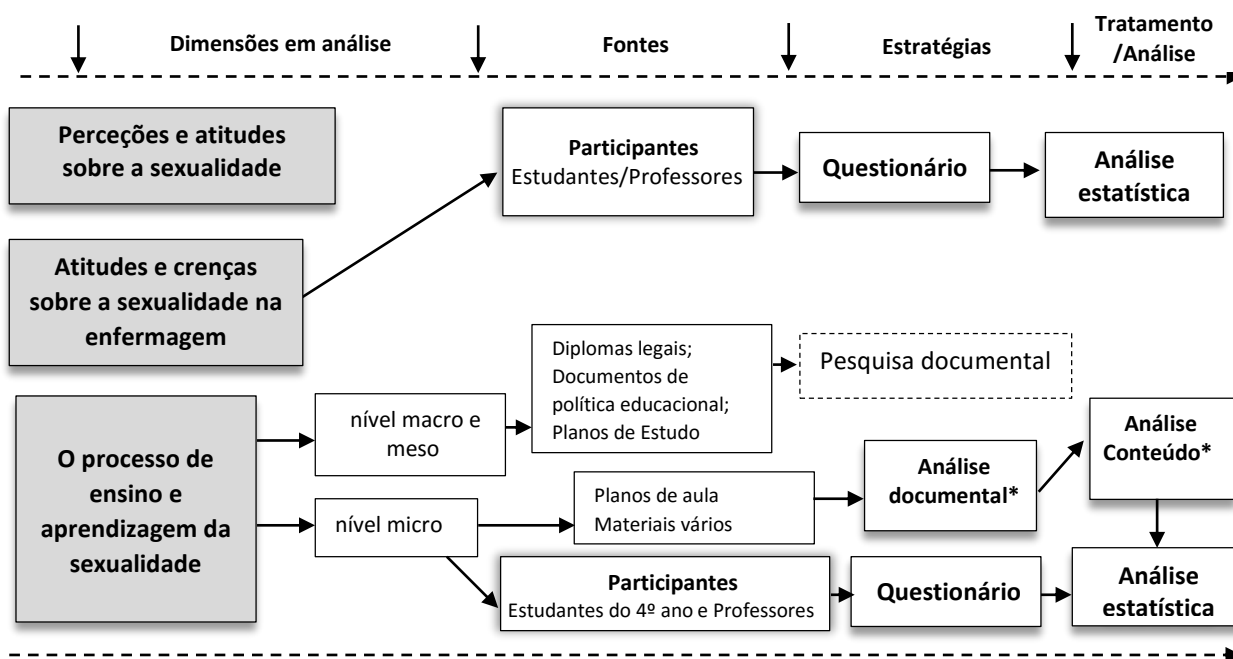 Dimensões em análise
Fontes
Estratégias
Tratamento
/Análise
Perceções e atitudes
sobre a sexualidade
Participantes
Estudantes/Professores
Questionário
Análise
estatística
Atitudes e crenças
sobre a sexualidade na
enfermagem
Diplomas legais;
Documentos de
política educacional;
Planos de Estudo
Pesquisa documental
O processo de
ensino e
aprendizagem da
sexualidade
nível macro e
meso
nível micro
Planos de aula
Materiais vários
Análise
documental*
Análise
Conteúdo*
Participantes
Estudantes do 4º ano e Professores
Questionário
Análise
estatística